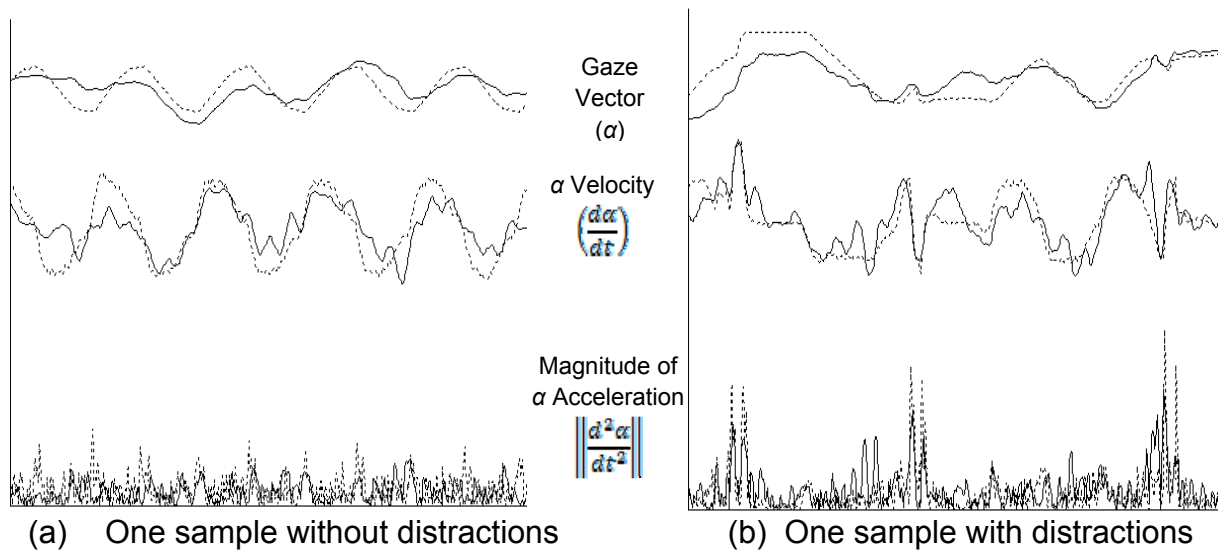 Gaze
Vector
(α)
α Velocity
(dα/dt)
Magnitude of
α Acceleration
‖d²α/dt²‖
(a) One sample without distractions
(b) One sample with distractions